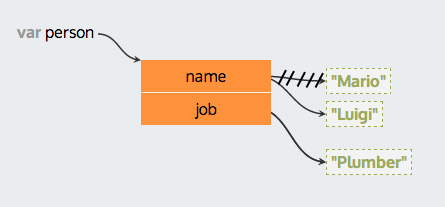 var person
name
"Mario"
"Luigi"
job
"Plumber"